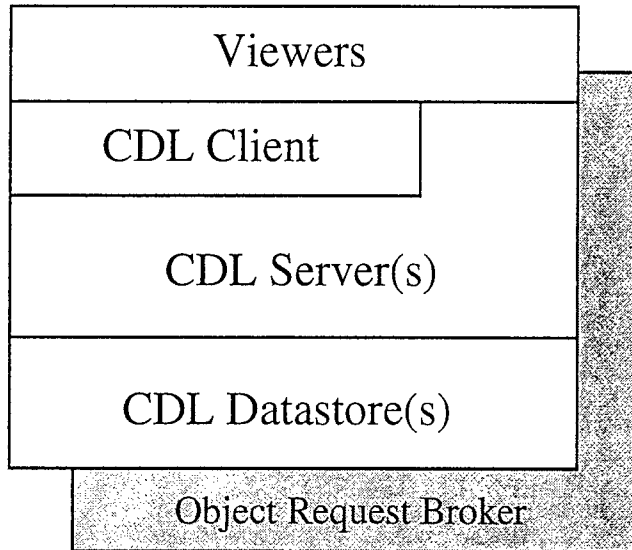 Viewers
CDL Client
CDL Server(s)
CDL Datastore(s)
Object Request Broker